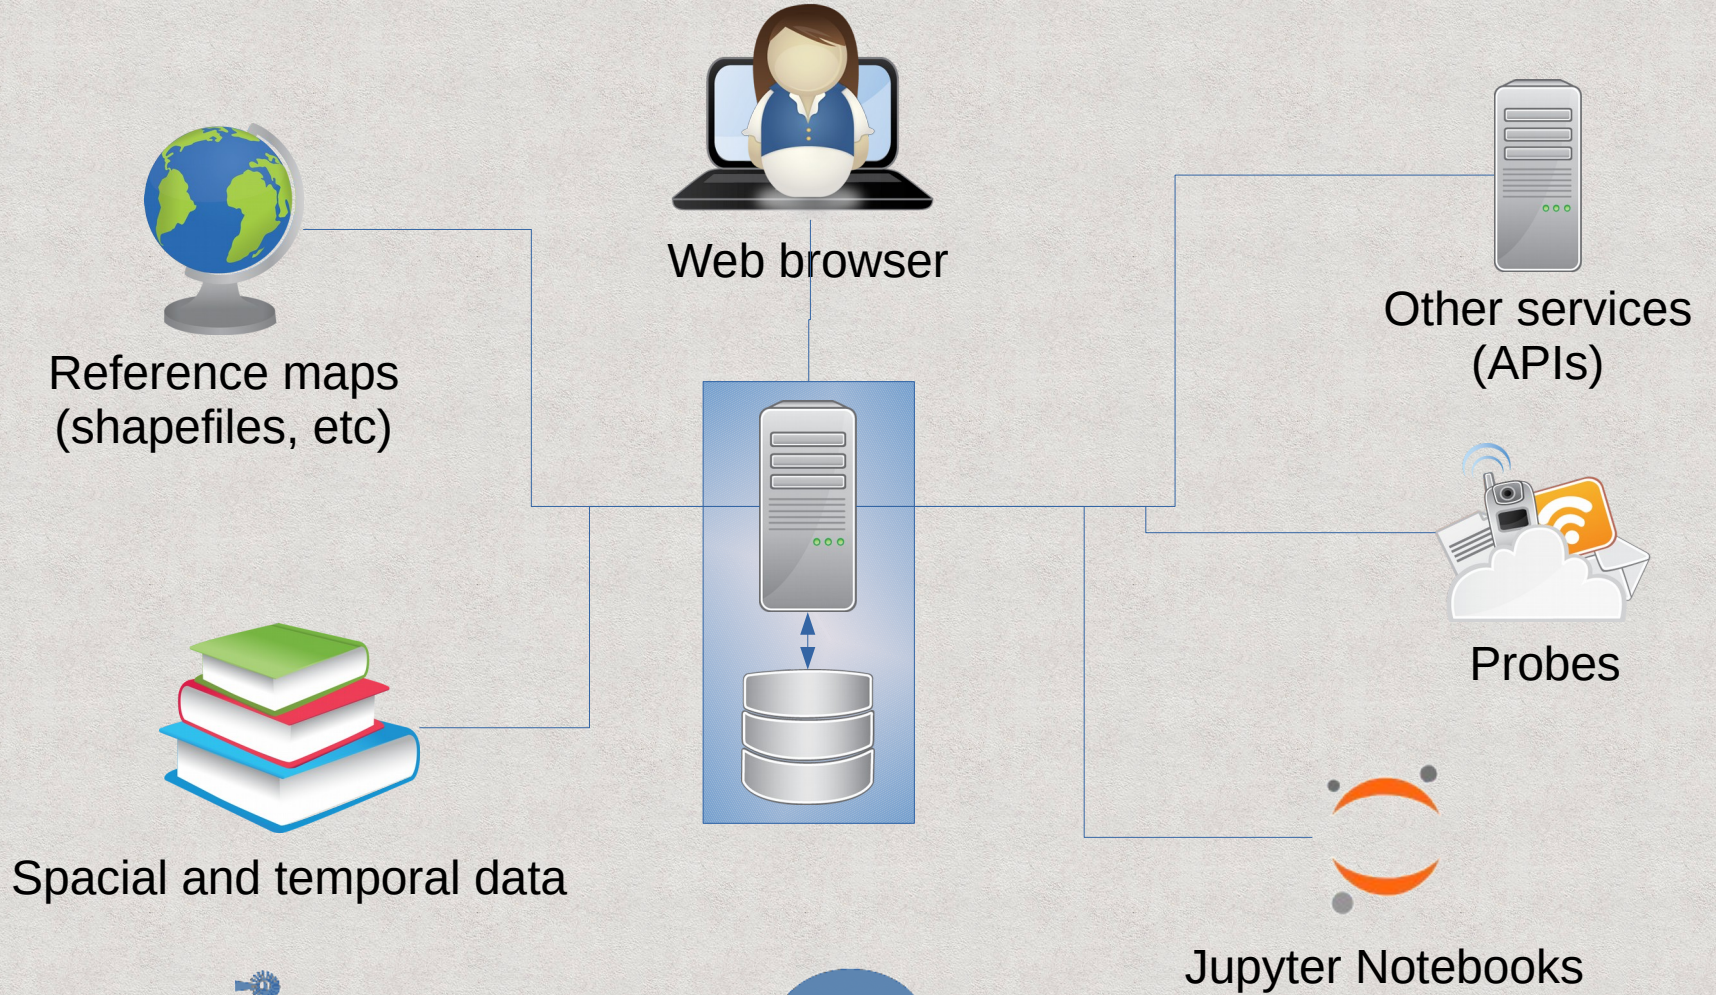 Web browser
Reference maps
(shapefiles, etc)
Other services
(APIs)
Probes
Spacial and temporal data
Jupyter Notebooks